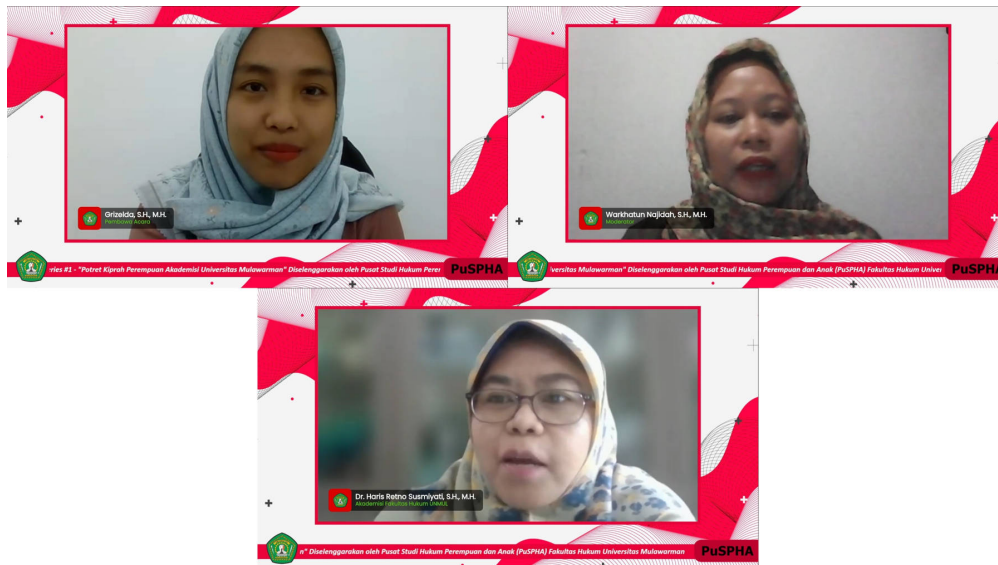 Grizelda, S.H., M.H.
Pembawa Acara
ries #1 - "Potret Kiprah Perempuan Akademisi Universitas Mulawarman" Diselenggarakan oleh Pusat Studi Hukum Perer
PuSPHA
Warkhatun Najidah, S.H., M.H.
Moderator
iversitas Mulawarman" Diselenggarakan oleh Pusat Studi Hukum Perempuan dan Anak (PuSPHA) Fakultas Hukum Univer
PuSPHA
Dr. Haris Retno Susmiyati, S.H., M.H.
Akademisi Fakultas Hukum UNMUL
n" Diselenggarakan oleh Pusat Studi Hukum Perempuan dan Anak (PuSPHA) Fakultas Hukum Universitas Mulawarman
PuSPHA